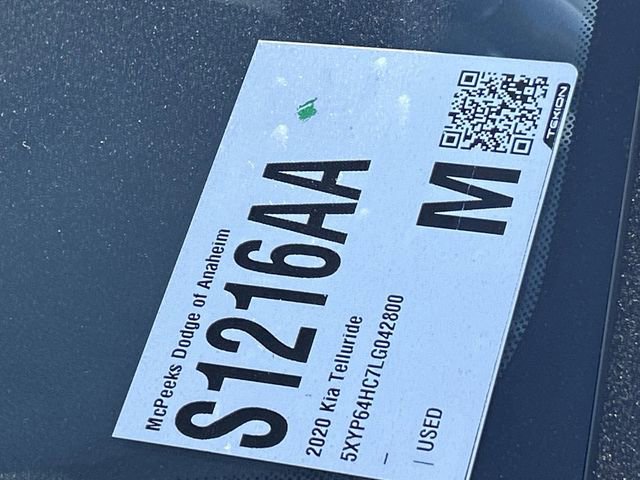 McPeeks Dodge of Anaheim
S1216AA
M
2020 Kia Telluride
5XYP64HC7LG042800
–
| USED
TEKION